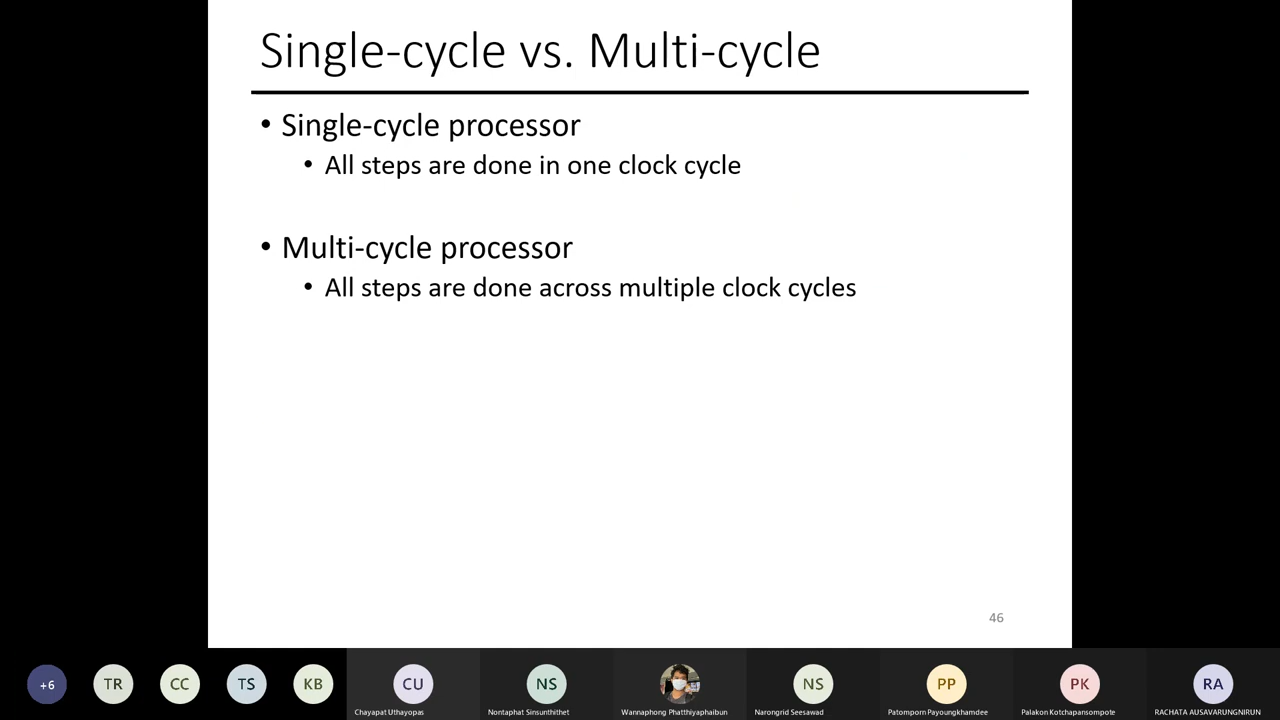 Single-cycle vs. Multi-cycle
• Single-cycle processor
• All steps are done in one clock cycle
• Multi-cycle processor
• All steps are done across multiple clock cycles
46
+6 TR CC TS KB CU NS NS PP PK RA
Chayapat Uthayopas Nontaphat Sinsunthithet Wannaphong Phatthiyaphaibun Narongrid Seesawad Patomporn Payoungkhamdee Palakon Kotchapansompote RACHATA AUSAVARUNGNIRUN